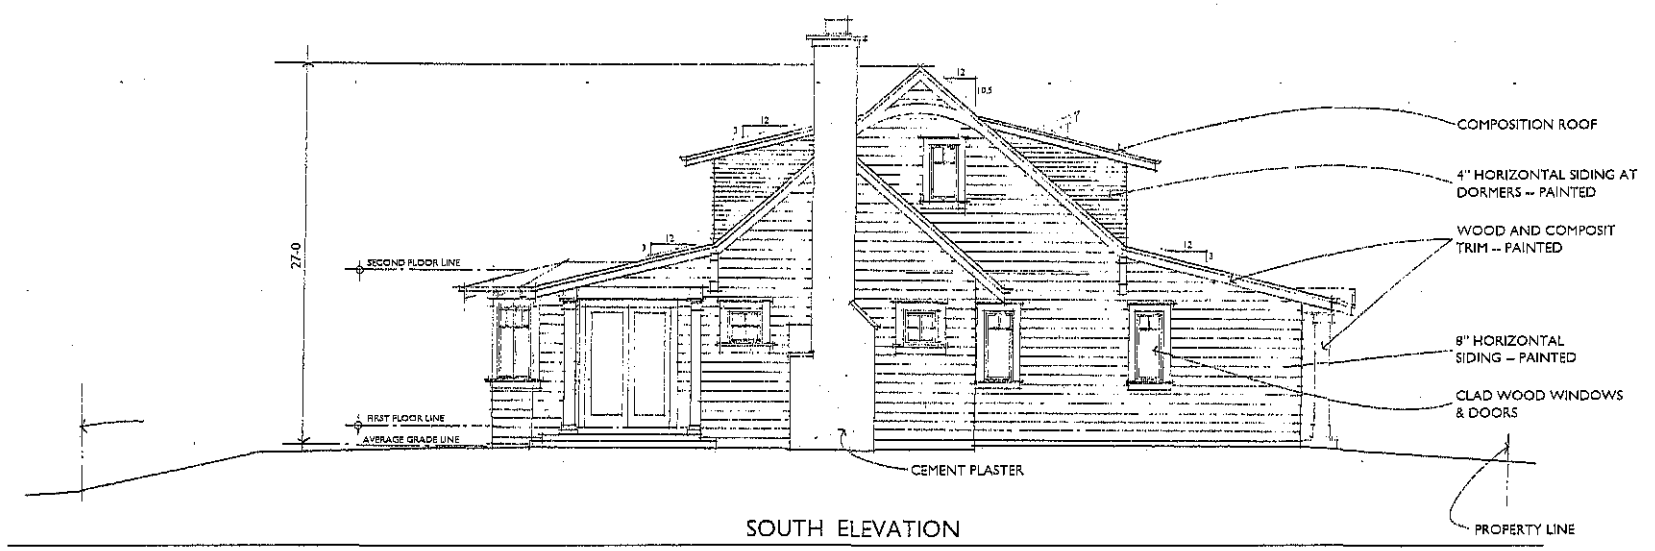 12
10.5
12
3
COMPOSITION ROOF
4" HORIZONTAL SIDING AT
DORMERS -- PAINTED
WOOD AND COMPOSIT
TRIM -- PAINTED
12
3
12
3
27-0
SECOND FLOOR LINE
8" HORIZONTAL
SIDING -- PAINTED
CLAD WOOD WINDOWS
& DOORS
FIRST FLOOR LINE
AVERAGE GRADE LINE
CEMENT PLASTER
SOUTH ELEVATION
PROPERTY LINE